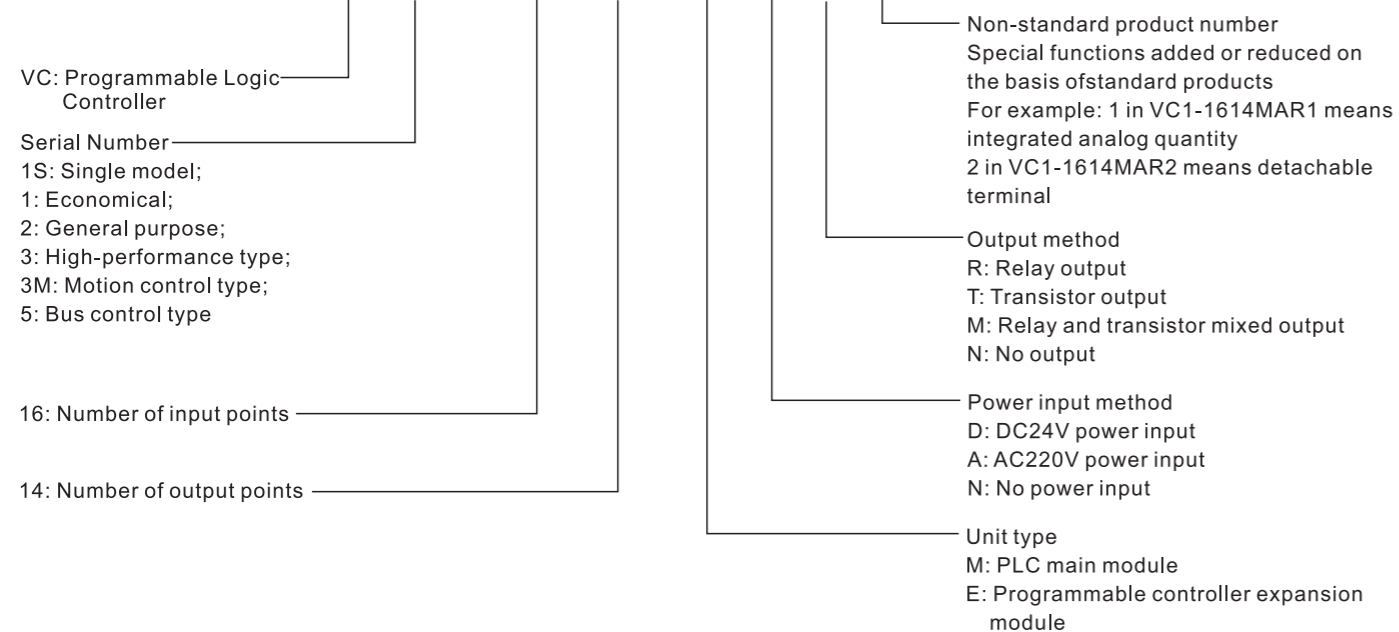 VC: Programmable Logic
Controller
Serial Number
1S: Single model;
1: Economical;
2: General purpose;
3: High-performance type;
3M: Motion control type;
5: Bus control type
16: Number of input points
14: Number of output points
Non-standard product number
Special functions added or reduced on
the basis ofstandard products
For example: 1 in VC1-1614MAR1 means
integrated analog quantity
2 in VC1-1614MAR2 means detachable
terminal
Output method
R: Relay output
T: Transistor output
M: Relay and transistor mixed output
N: No output
Power input method
D: DC24V power input
A: AC220V power input
N: No power input
Unit type
M: PLC main module
E: Programmable controller expansion
module